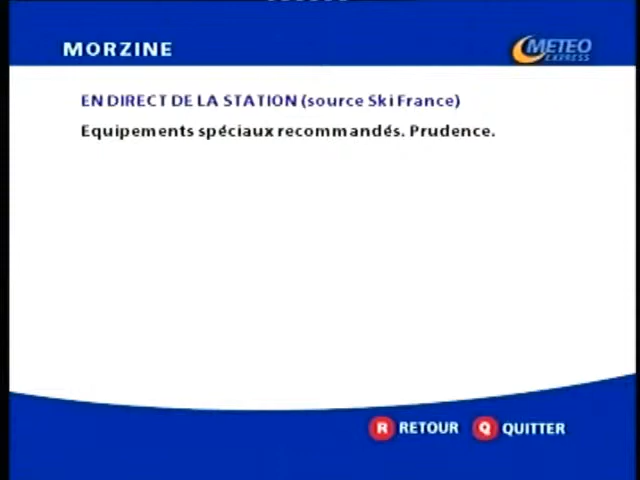 MORZINE
METEO
EXPRESS
EN DIRECT DE LA STATION (source Ski France)
Equipements spéciaux recommandés. Prudence.
R RETOUR Q QUITTER